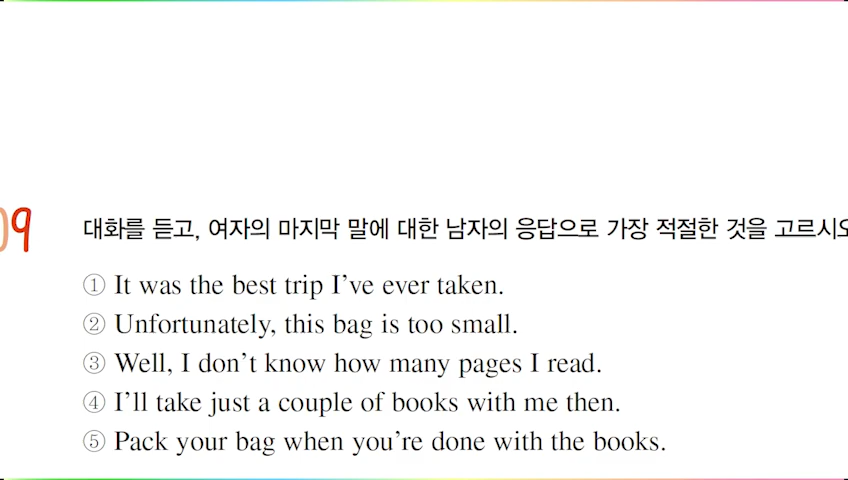 09
대화를 듣고, 여자의 마지막 말에 대한 남자의 응답으로 가장 적절한 것을 고르시오
① It was the best trip I've ever taken.
② Unfortunately, this bag is too small.
③ Well, I don't know how many pages I read.
④ I'll take just a couple of books with me then.
⑤ Pack your bag when you're done with the books.